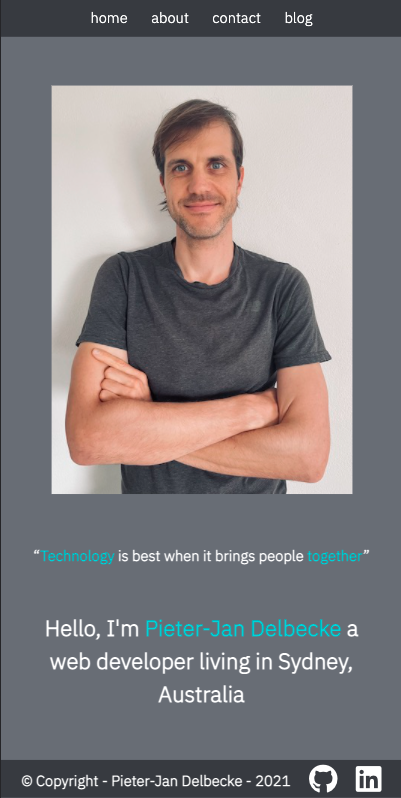 home about contact blog
“Technology is best when it brings people together”
Hello, I'm Pieter-Jan Delbecke a
web developer living in Sydney,
Australia
© Copyright - Pieter-Jan Delbecke - 2021 in